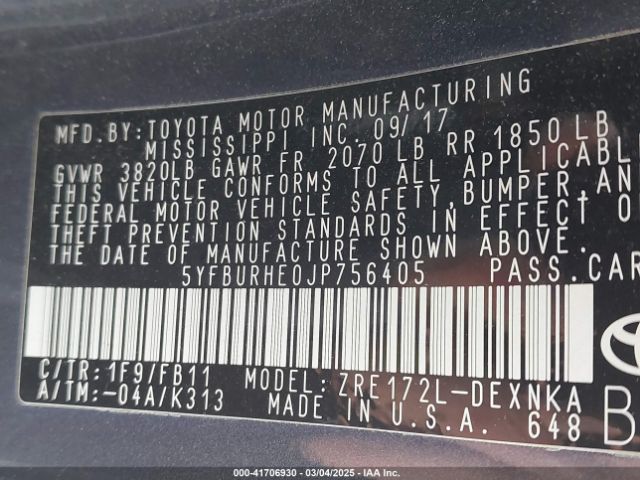 MFD. BY: TOYOTA MOTOR MANUFACTURING
MISSISSIPPI INC. 09/17
GVWR 3820LB GAWR FR 2070 LB RR 1850 LB
THIS VEHICLE CONFORMS TO ALL APPLICABL
FEDERAL MOTOR VEHICLE SAFETY, BUMPER, AN
THEFT PREVENTION STANDARDS IN EFFECT O
THE DATE OF MANUFACTURE SHOWN ABOVE.
5YFBURHE0JP756405 PASS. CAR
C/TR: 1F9/FB11 MODEL: ZRE172L-DEXNKA
A/TM: -04A/K313 MADE IN U.S.A. 648
B
000-41706930 - 03/04/2025 - IAA Inc.